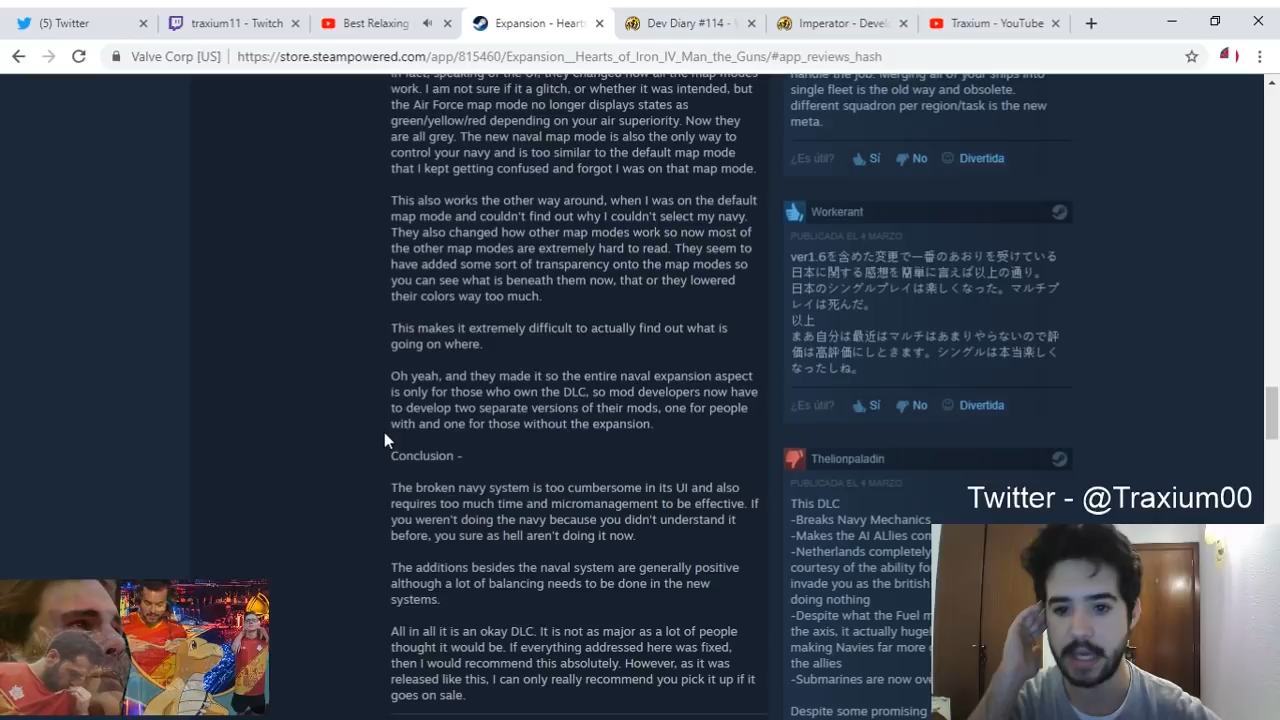 (5) Twitter
traxium11 - Twitch
Best Relaxing
Expansion - Heart
Dev Diary #114 -
Imperator - Devel
Traxium - YouTube
Valve Corp [US]
https://store.steampowered.com/app/815460/Expansion__Hearts_of_Iron_IV_Man_the_Guns/#app_reviews_hash
work. I am not sure if it a glitch, or whether it was intended, but
the Air Force map mode no longer displays states as
green/yellow/red depending on your air superiority. Now they
are all grey. The new naval map mode is also the only way to
control your navy and is too similar to the default map mode
that I kept getting confused and forgot I was on that map mode.
This also works the other way around, when I was on the default
map mode and couldn't find out why I couldn't select my navy.
They also changed how other map modes work so now most of
the other map modes are extremely hard to read. They seem to
have added some sort of transparency onto the map modes so
you can see what is beneath them now, that or they lowered
their colors way too much.
This makes it extremely difficult to actually find out what is
going on where.
Oh yeah, and they made it so the entire naval expansion aspect
is only for those who own the DLC, so mod developers now have
to develop two separate versions of their mods, one for people
with and one for those without the expansion.
Conclusion -
The broken navy system is too cumbersome in its UI and also
requires too much time and micromanagement to be effective. If
you weren't doing the navy because you didn't understand it
before, you sure as hell aren't doing it now.
The additions besides the naval system are generally positive
although a lot of balancing needs to be done in the new
systems.
All in all it is an okay DLC. It is not as major as a lot of people
thought it would be. If everything addressed here was fixed,
then I would recommend this absolutely. However, as it was
released like this, I can only really recommend you pick it up if it
goes on sale.
handle the job. Merging all of your ships into
single fleet is the old way and obsolete.
different squadron per region/task is the new
meta.
¿Es útil? Sí No Divertida
Workerant
PUBLICADA EL 4 MARZO
ver1.6を含めた変更で一番のあおりを受けている
日本に関する感想を簡単に言えば以上の通り。
日本のシングルプレイは楽しくなった。マルチプ
レイは死んだ。
以上
まあ自分は最近はマルチはあまりやらないので評
価は高評価にしときます。シングルは本当楽しく
なったしね。
¿Es útil? Sí No Divertida
Thelionpaladin
PUBLICADA EL 4 MARZO
This DLC
-Breaks Navy Mechanics
-Makes the AI ALlies
-Netherlands completely
courtesy of the ability for
invade you as the british
doing nothing
-Despite what the Fuel
the axis, it actually
making Navies far more
the allies
-Submarines are now
Despite some promising
Twitter - @Traxium00